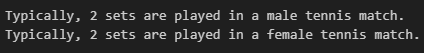 Typically, 2 sets are played in a male tennis match.
Typically, 2 sets are played in a female tennis match.